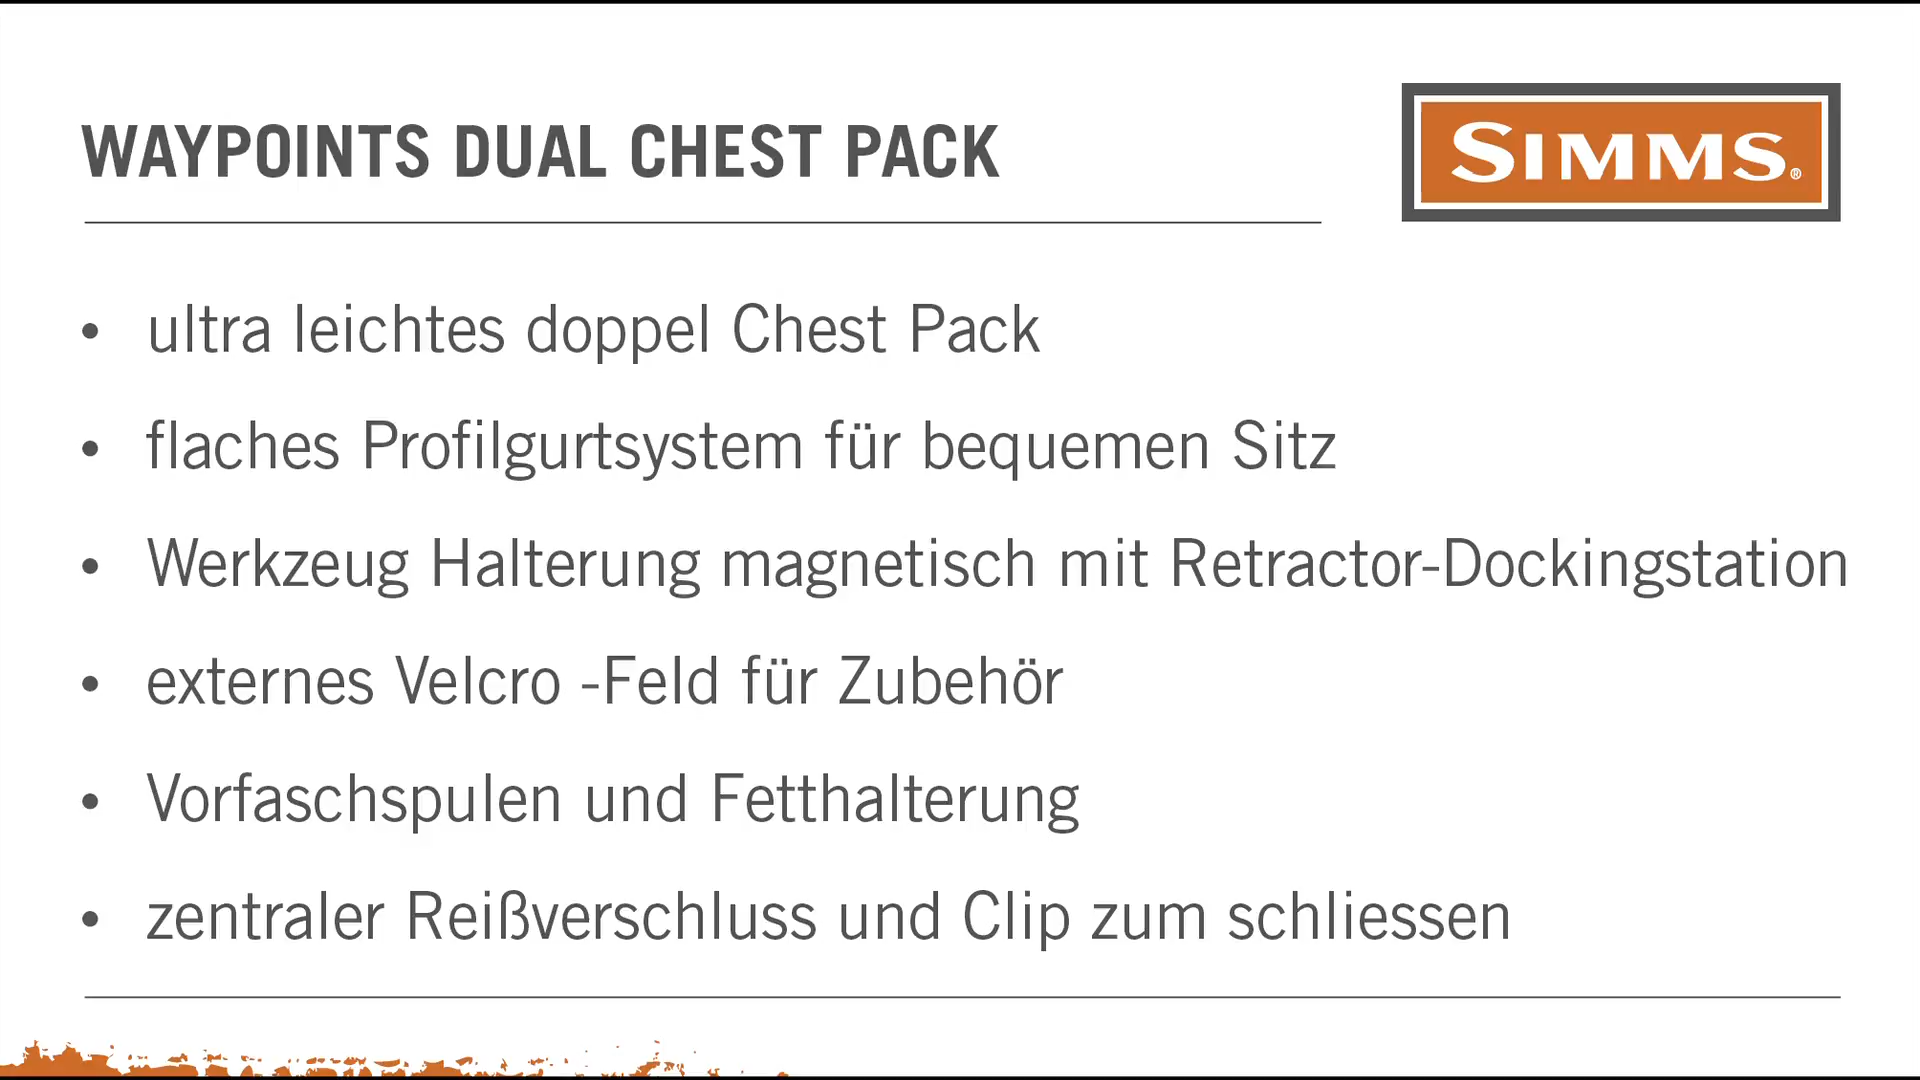 WAYPOINTS DUAL CHEST PACK
SIMMS®
• ultra leichtes doppel Chest Pack
• flaches Profilgurtsystem für bequemen Sitz
• Werkzeug Halterung magnetisch mit Retractor-Dockingstation
• externes Velcro -Feld für Zubehör
• Vorfaschspulen und Fetthalterung
• zentraler Reißverschluss und Clip zum schliessen